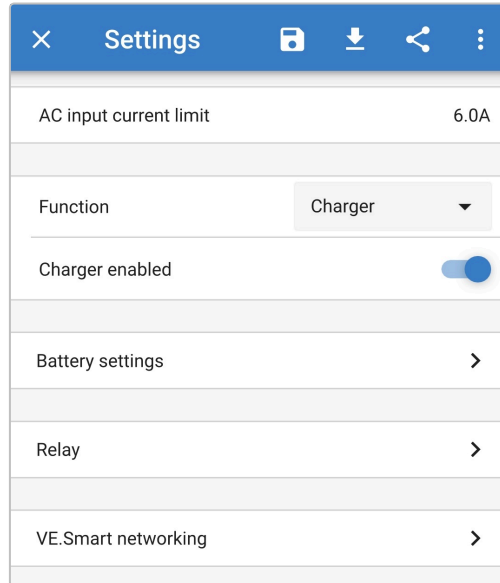 Settings
AC input current limit 6.0A
Function Charger
Charger enabled
Battery settings
Relay
VE.Smart networking